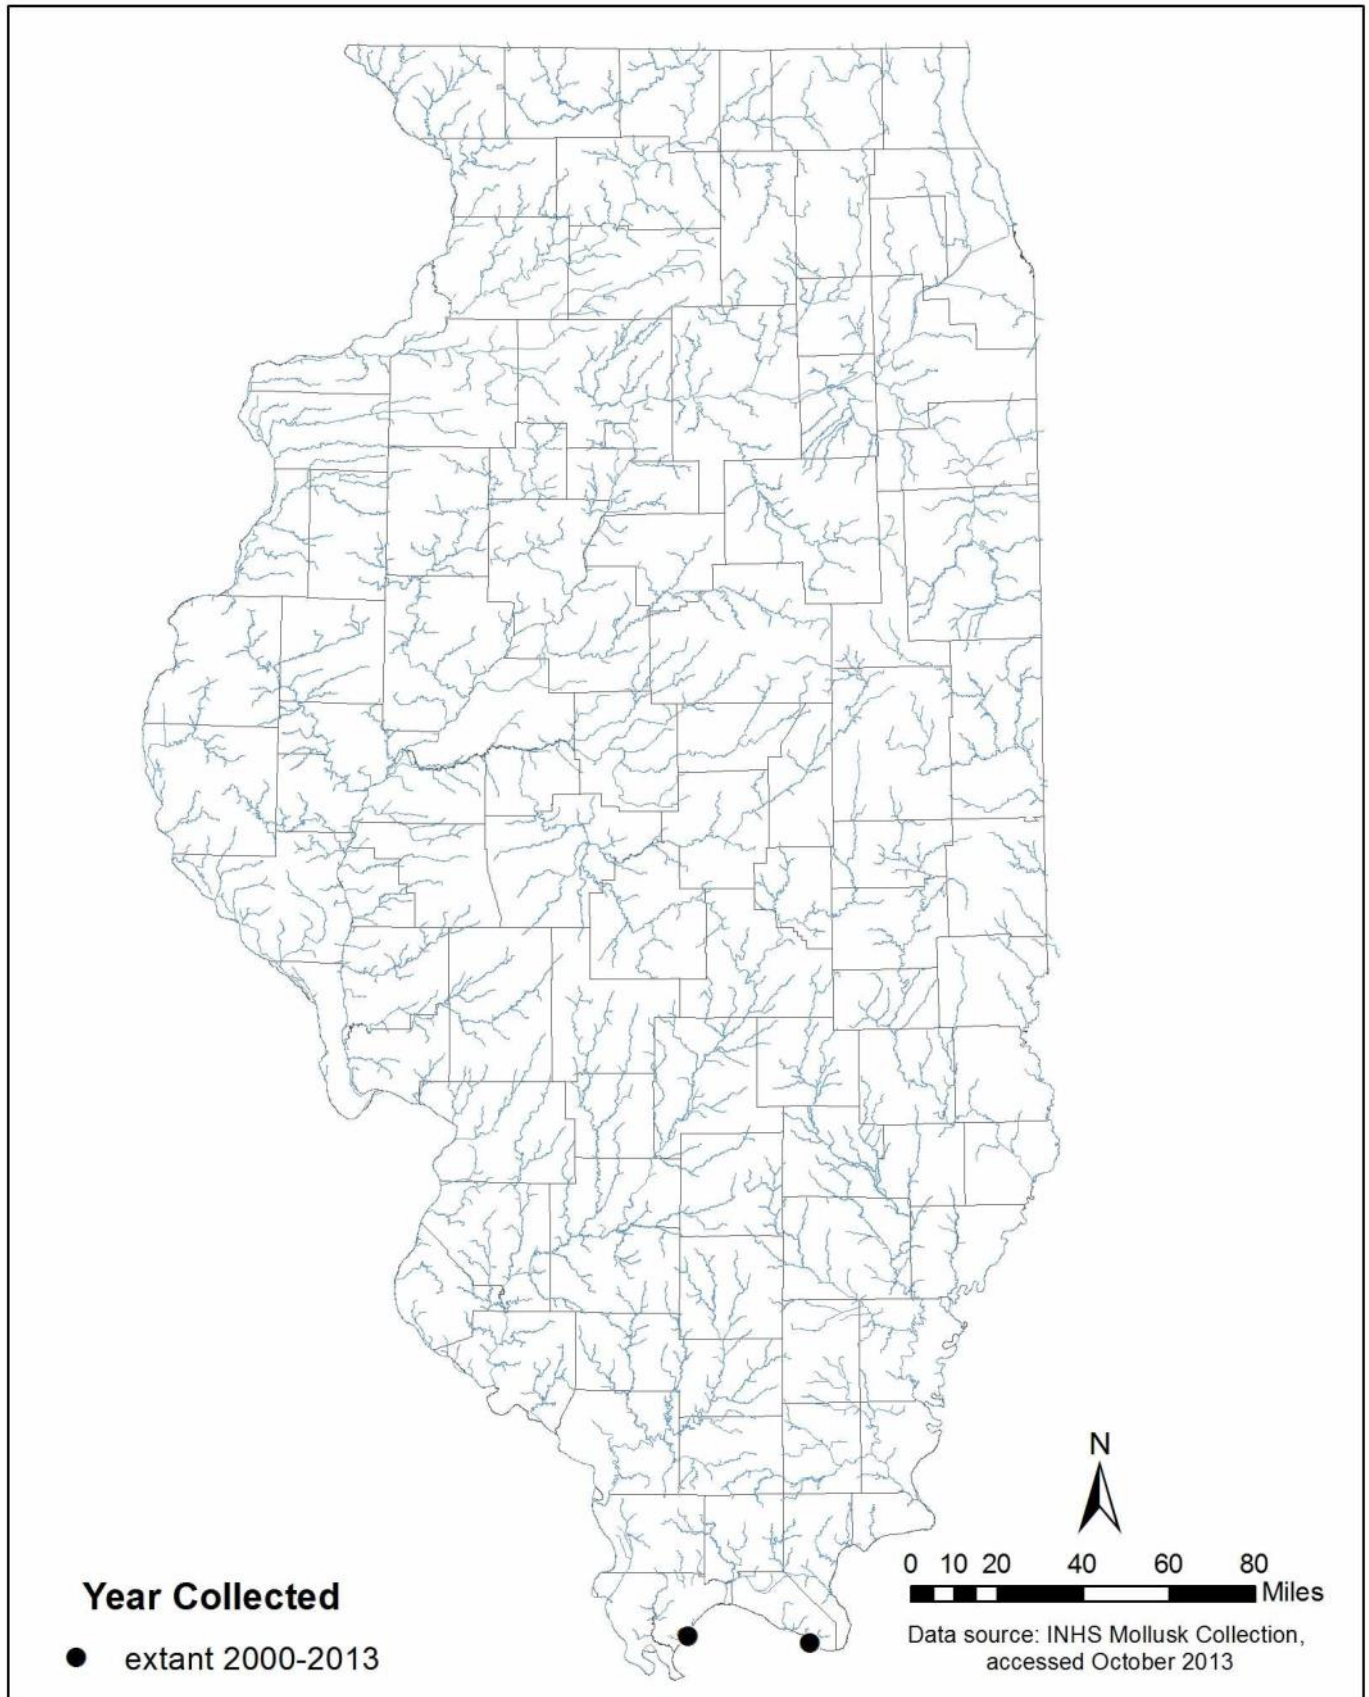 N
0 10 20 40 60 80
Miles
Year Collected
extant 2000-2013
Data source: INHS Mollusk Collection,
accessed October 2013